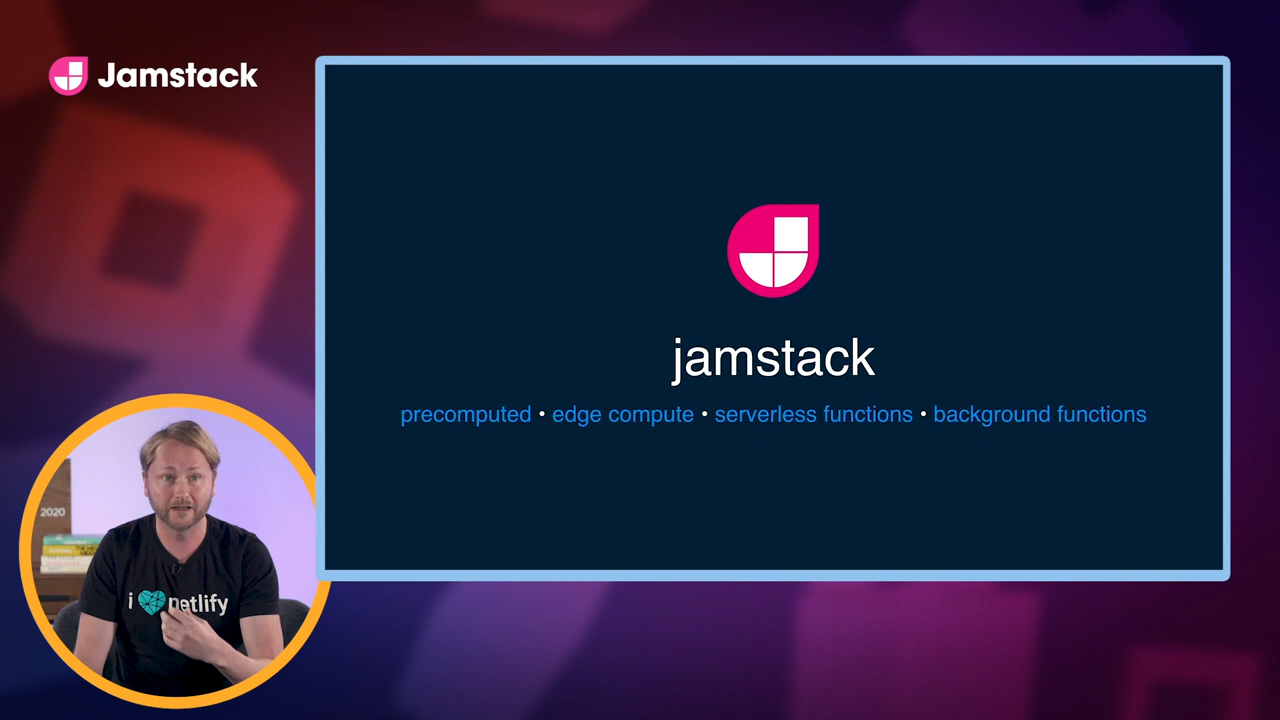 Jamstack
jamstack
precomputed • edge compute • serverless functions • background functions
2020
i netlify